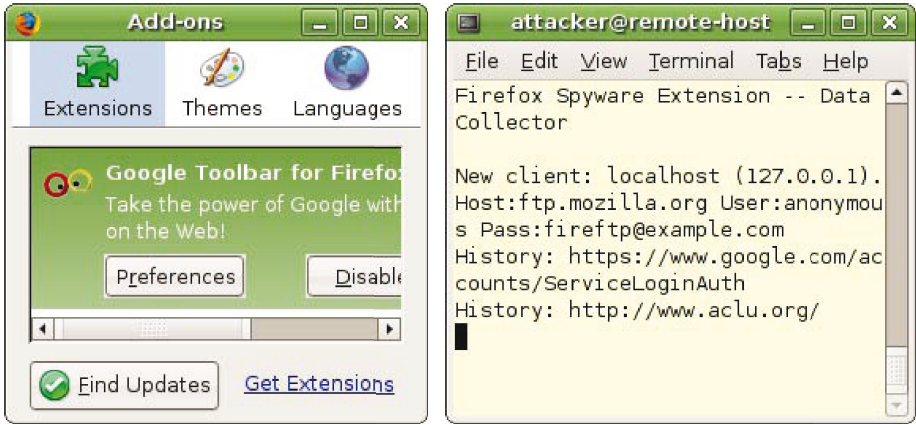 Add-ons
Extensions Themes Languages
Google Toolbar for Firefo
Take the power of Google with
on the Web!
Preferences Disable
Find Updates Get Extensions
attacker@remote-host
File Edit View Terminal Tabs Help
Firefox Spyware Extension -- Data
Collector
New client: localhost (127.0.0.1).
Host:ftp.mozilla.org User:anonymou
s Pass:fireftp@example.com
History: https://www.google.com/ac
counts/ServiceLoginAuth
History: http://www.aclu.org/